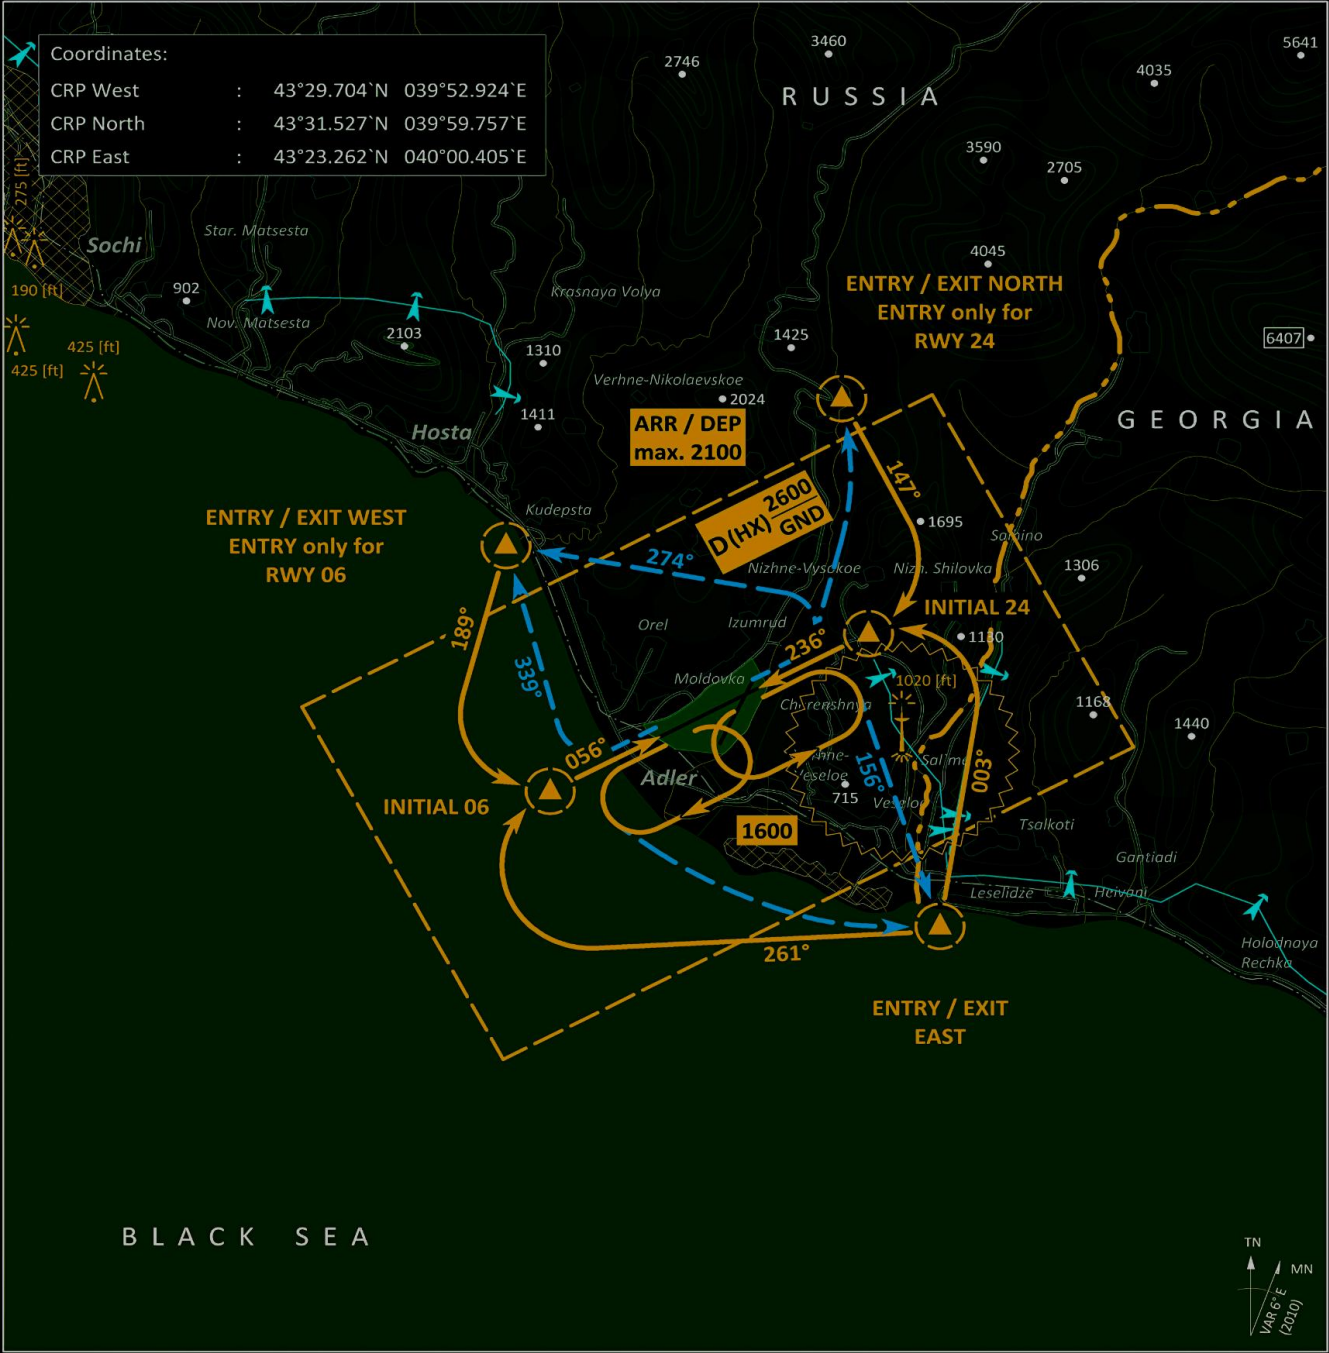 Coordinates:
CRP West : 43°29.704`N 039°52.924`E
CRP North : 43°31.527`N 039°59.757`E
CRP East : 43°23.262`N 040°00.405`E
3460
5641
2746
4035
RUSSIA
3590
2705
275 [ft]
Star. Matsesta
Sochi
4045
ENTRY / EXIT NORTH
ENTRY only for
RWY 24
190 [ft]
902
Krasnaya Volya
Nov. Matsesta
2103
1425
6407
425 [ft]
1310
425 [ft]
Verhne-Nikolaevskoe
2024
1411
ARR / DEP
max. 2100
GEORGIA
Hosta
147°
D (HX) 2600
GND
Kudepsta
1695
ENTRY / EXIT WEST
ENTRY only for
RWY 06
274°
Nizhne-Vysokoe
Nizh. Shilovka
1306
INITIAL 24
189°
Orel
Izumrud
1130
236°
339°
Moldovka
1020 [ft]
1168
1440
056°
Adler
Veseloe
156°
003°
INITIAL 06
715
Veseloe
1600
Tsalkoti
Gantiadi
Leselidze
Heivani
261°
Holodnaya
Rechka
ENTRY / EXIT
EAST
BLACK SEA
TN
MN
VAR 6°E
(2010)